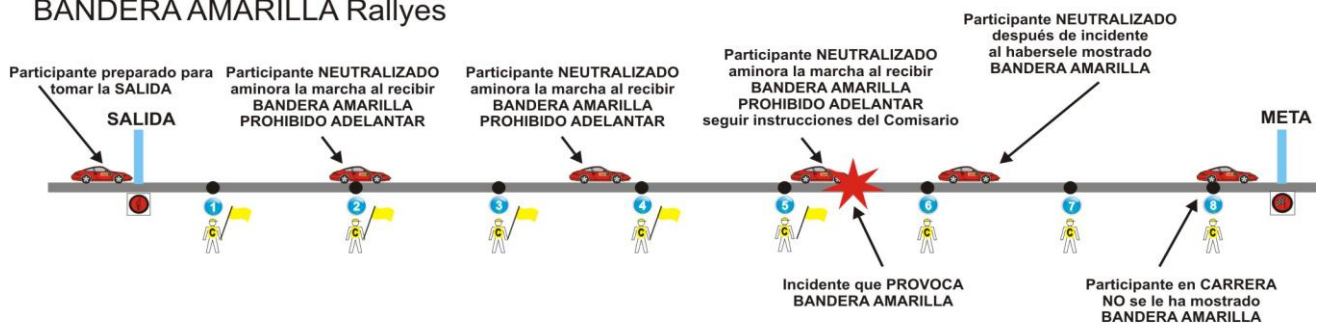 BANDERA AMARILLA Rallyes
Participante preparado para
tomar la SALIDA
SALIDA
Participante NEUTRALIZADO
aminora la marcha al recibir
BANDERA AMARILLA
PROHIBIDO ADELANTAR
Participante NEUTRALIZADO
aminora la marcha al recibir
BANDERA AMARILLA
PROHIBIDO ADELANTAR
Participante NEUTRALIZADO
aminora la marcha al recibir
BANDERA AMARILLA
PROHIBIDO ADELANTAR
seguir instrucciones del Comisario
Participante NEUTRALIZADO
después de incidente
al habersele mostrado
BANDERA AMARILLA
META
1
2
3
4
5
6
7
8
C
C
C
C
C
C
C
C
Incidente que PROVOCA
BANDERA AMARILLA
Participante en CARRERA
NO se le ha mostrado
BANDERA AMARILLA